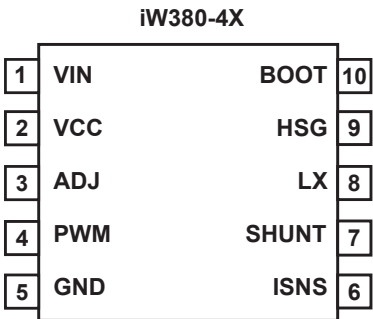 iW380-4X
1 VIN BOOT 10
2 VCC HSG 9
3 ADJ LX 8
4 PWM SHUNT 7
5 GND ISNS 6